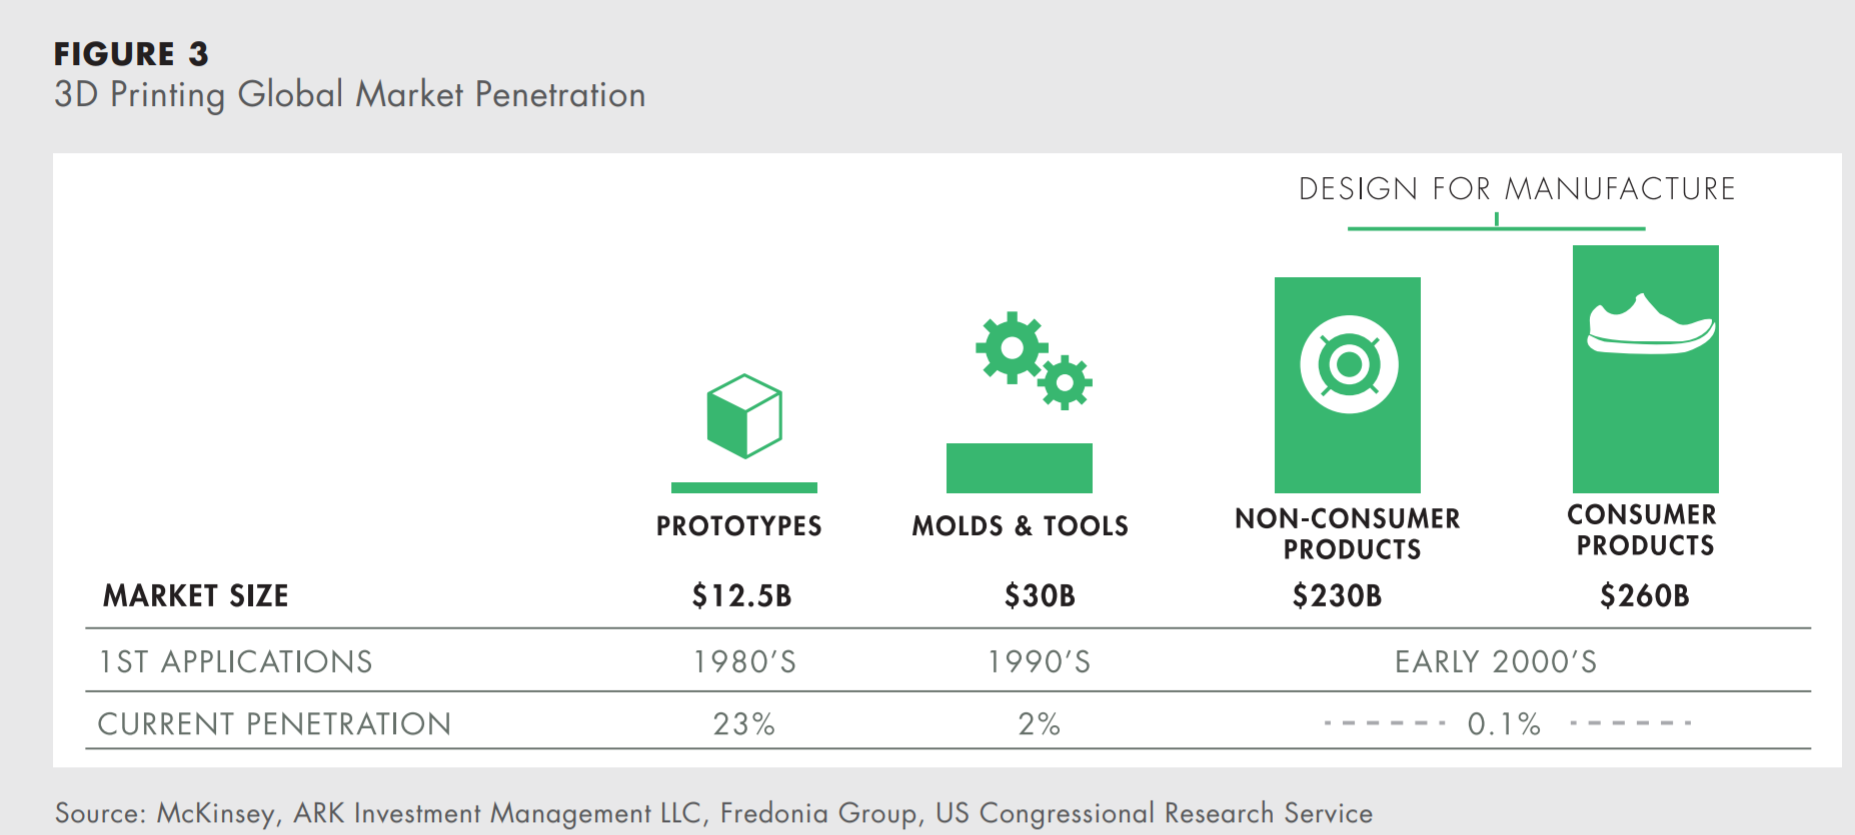 FIGURE 3
3D Printing Global Market Penetration
DESIGN FOR MANUFACTURE
PROTOTYPES
MOLDS & TOOLS
NON-CONSUMER
PRODUCTS
CONSUMER
PRODUCTS
MARKET SIZE $12.5B $30B $230B $260B
1ST APPLICATIONS 1980'S 1990'S EARLY 2000'S
CURRENT PENETRATION 23% 2% 0.1%
Source: McKinsey, ARK Investment Management LLC, Fredonia Group, US Congressional Research Service